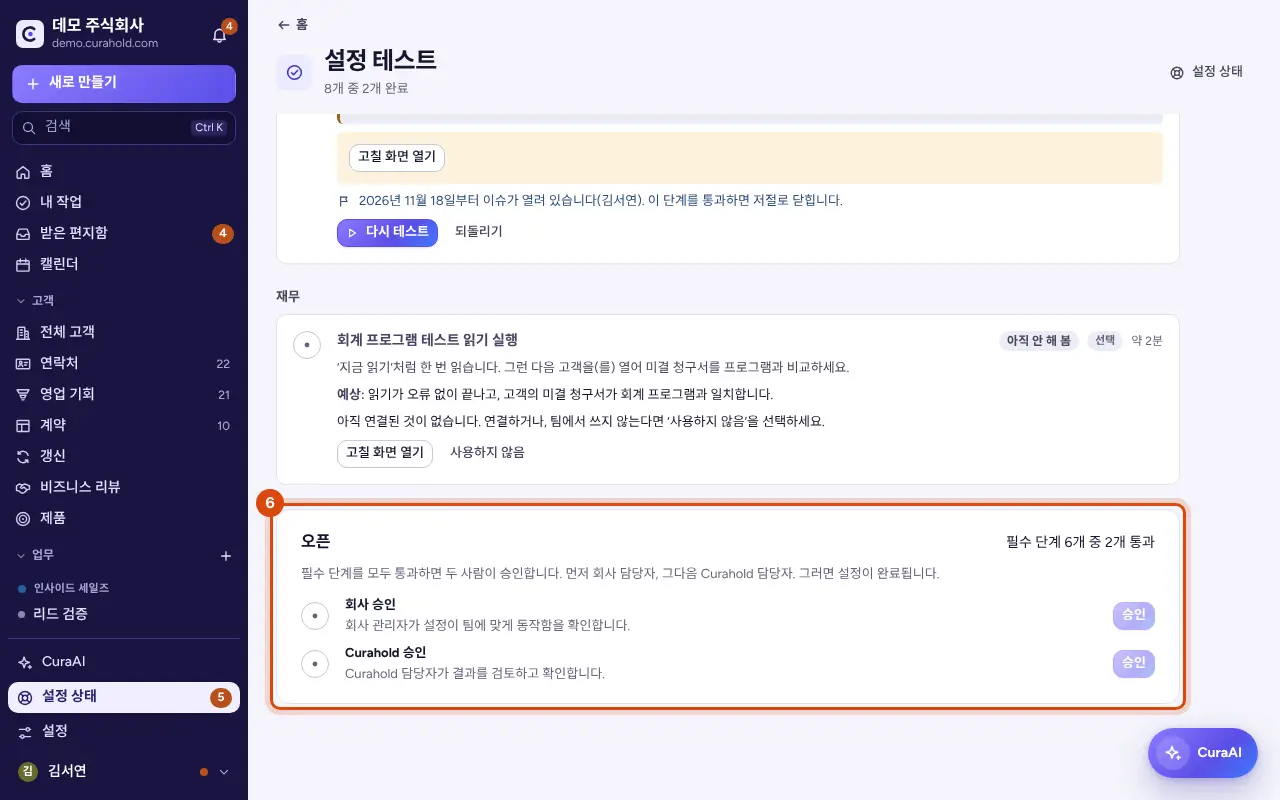 데모 주식회사
demo.curahold.com
4
새로 만들기
검색
Ctrl K
홈
내 작업
받은 편지함
4
캘린더
고객
전체 고객
연락처
22
영업 기회
21
계약
10
갱신
비즈니스 리뷰
제품
업무
인사이드 세일즈
리드 검증
CuraAI
설정 상태
5
설정
김
김서연
홈
설정 테스트
8개 중 2개 완료
설정 상태
고칠 화면 열기
2026년 11월 18일부터 이슈가 열려 있습니다(김서연). 이 단계를 통과하면 저절로 닫힙니다.
다시 테스트
되돌리기
재무
회계 프로그램 테스트 읽기 실행
아직 안 해 봄
선택
약 2분
‘지금 읽기’처럼 한 번 읽습니다. 그런 다음 고객을(를) 열어 미결 청구서를 프로그램과 비교하세요.
예상: 읽기가 오류 없이 끝나고, 고객의 미결 청구서가 회계 프로그램과 일치합니다.
아직 연결된 것이 없습니다. 연결하거나, 팀에서 쓰지 않는다면 ‘사용하지 않음’을 선택하세요.
고칠 화면 열기
사용하지 않음
6
오픈
필수 단계 6개 중 2개 통과
필수 단계를 모두 통과하면 두 사람이 승인합니다. 먼저 회사 담당자, 그다음 Curahold 담당자. 그러면 설정이 완료됩니다.
회사 승인
회사 관리자가 설정이 팀에 맞게 동작함을 확인합니다.
승인
Curahold 승인
Curahold 담당자가 결과를 검토하고 확인합니다.
승인
CuraAI